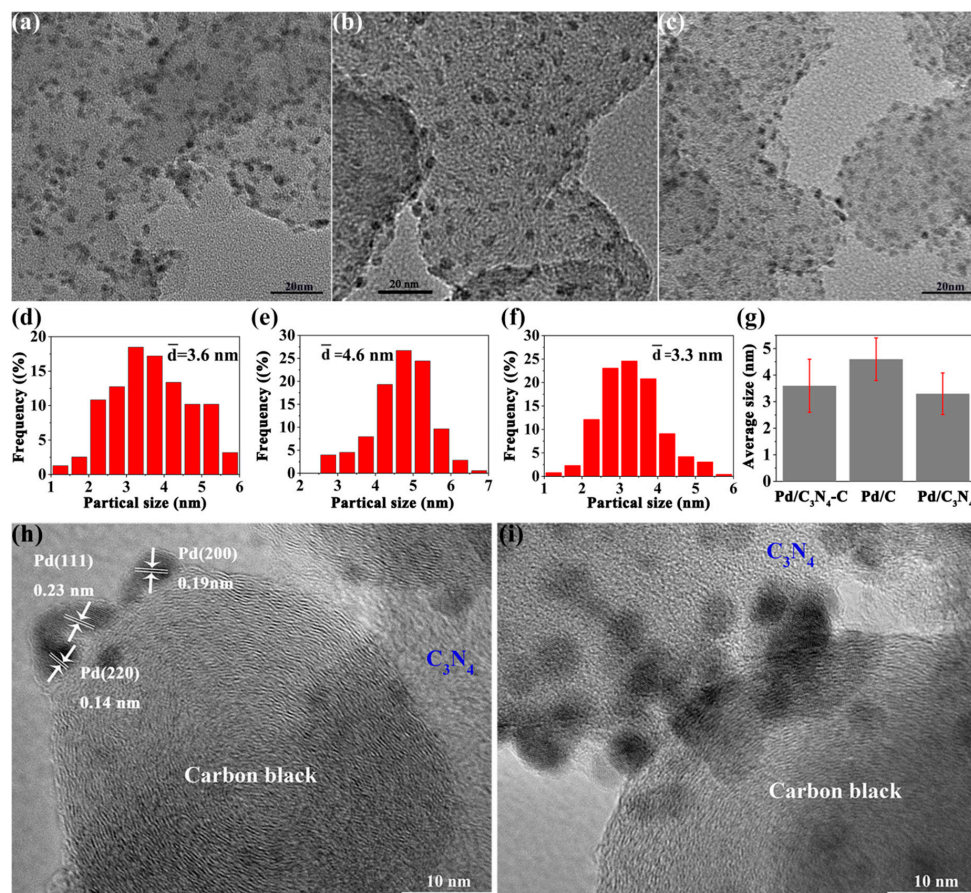 (a)
(b)
(c)
20nm
20 nm
20nm
(d)
(e)
(f)
(g)
d̅=3.6 nm
Frequency ((%)
20
15
10
5
0
1 2 3 4 5 6
Partical size (nm)
d̅=4.6 nm
Frequency ((%)
30
25
20
15
10
5
0
2 3 4 5 6 7
Partical size (nm)
d̅=3.3 nm
Frequency ((%)
30
25
20
15
10
5
0
1 2 3 4 5 6
Partical size (nm)
Average size (nm)
5
4
3
2
1
0
Pd/C₃N₄-C Pd/C Pd/C₃N₄
(h)
Pd(111)
0.23 nm
Pd(200)
0.19nm
Pd(220)
0.14 nm
C₃N₄
Carbon black
10 nm
(i)
C₃N₄
Carbon black
10 nm